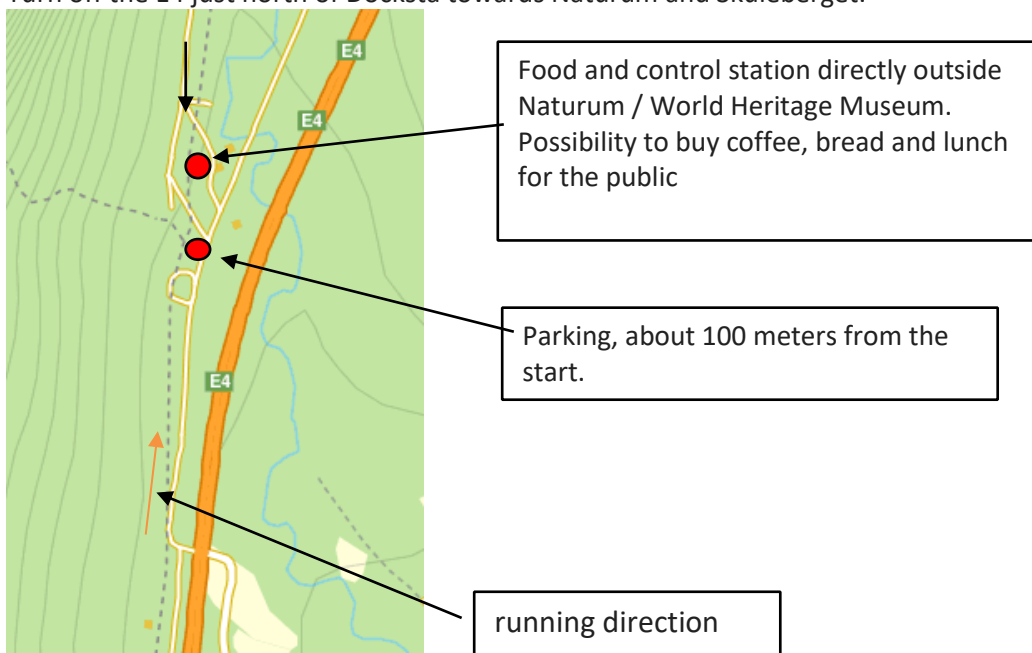 Turn off the E4 just north of Docksta towards Naturum and Skuleberget.
E4
E4
E4
Food and control station directly outside
Naturum / World Heritage Museum.
Possibility to buy coffee, bread and lunch
for the public
Parking, about 100 meters from the
start.
running direction